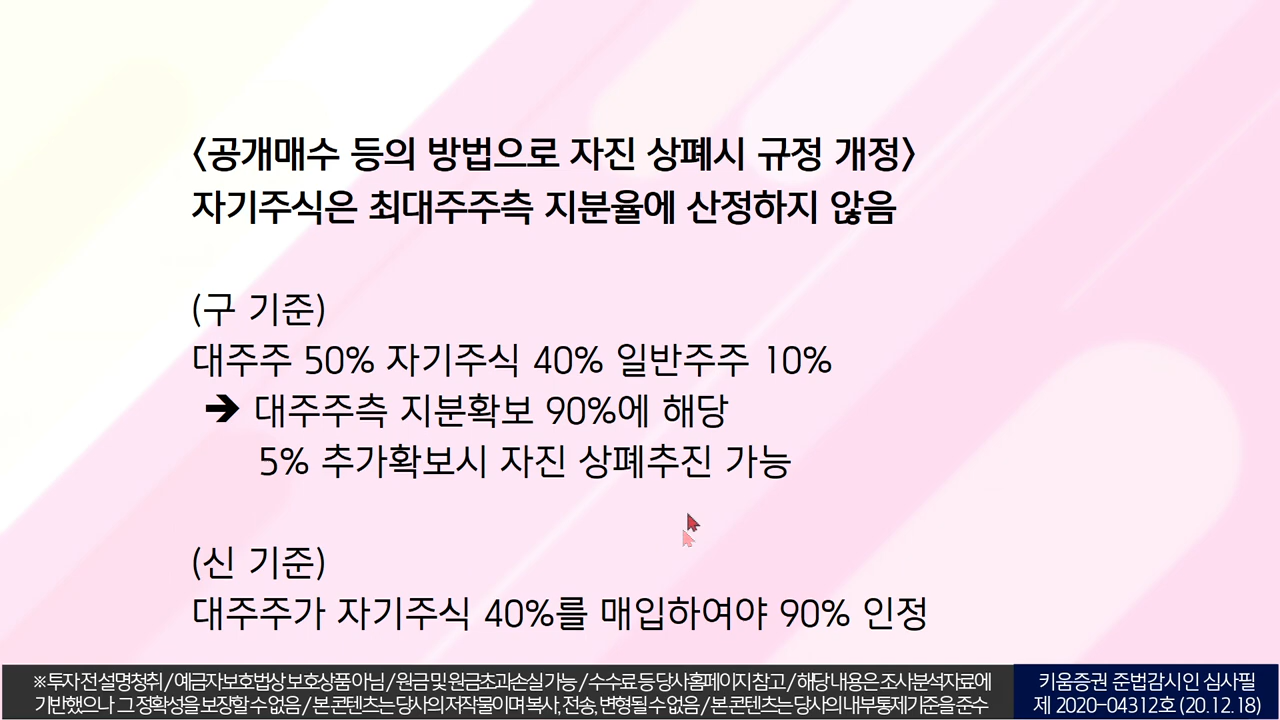 <공개매수 등의 방법으로 자진 상폐시 규정 개정>
자기주식은 최대주주측 지분율에 산정하지 않음
(구 기준)
대주주 50% 자기주식 40% 일반주주 10%
➔ 대주주측 지분확보 90%에 해당
5% 추가확보시 자진 상폐추진 가능
(신 기준)
대주주가 자기주식 40%를 매입하여야 90% 인정
※ 투자 전 설명청취 / 예금자보호법상 보호상품 아님 / 원금 및 원금초과손실 가능 / 수수료 등 당사홈페이지 참고 / 해당 내용은 조사분석자료에
기반했으나 그 정확성을 보장할 수 없음 / 본 콘텐츠는 당사의 저작물이며 복사, 전송, 변형될 수 없음 / 본 콘텐츠는 당사의 내부통제기준을 준수
키움증권 준법감시인 심사필
제 2020-04312호 (20.12.18)